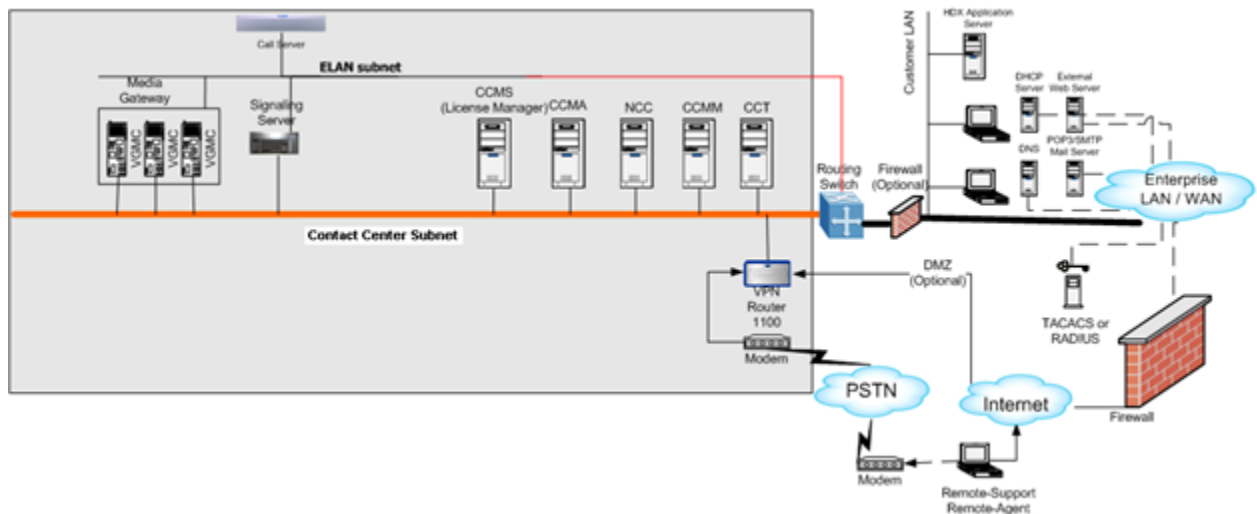 Call Server
ELAN subnet
Media
Gateway
VGMC
VGMC
VGMC
Signaling
Server
CCMS
(License Manager)
CCMA
NCC
CCMM
CCT
Contact Center Subnet
VPN
Router
1100
Modem
Routing
Switch
Firewall
(Optional)
Customer LAN
HDX Application
Server
DHCP
Server
External
Web Server
DNS
POP3/SMTP
Mail Server
Enterprise
LAN / WAN
DMZ
(Optional)
TACACS or
RADIUS
PSTN
Internet
Firewall
Modem
Remote-Support
Remote-Agent